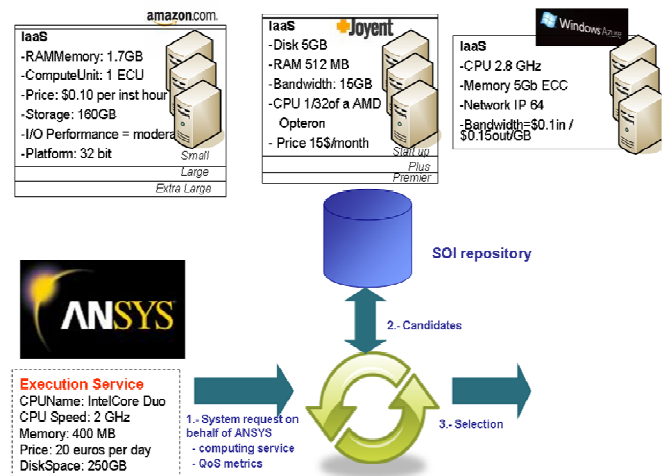 amazon.com.
IaaS
-RAMMemory: 1.7GB
-ComputeUnit: 1 ECU
-Price: $0.10 per inst hour
-Storage: 160GB
-I/O Performance = modera
-Platform: 32 bit
Small
Large
Extra Large
Joyent
IaaS
-Disk 5GB
-RAM 512 MB
-Bandwidth: 15GB
-CPU 1/32of a AMD
Opteron
- Price 15$/month
Start up
Plus
Premier
Windows Azure
IaaS
-CPU 2.8 GHz
-Memory 5Gb ECC
-Network IP 64
-Bandwidth=$0.1in /
$0.15out/GB
SOI repository
2.- Candidates
ANSYS
Execution Service
CPUName: IntelCore Duo
CPU Speed: 2 GHz
Memory: 400 MB
Price: 20 euros per day
DiskSpace: 250GB
1.- System request on
behalf of ANSYS
- computing service
- QoS metrics
3.- Selection